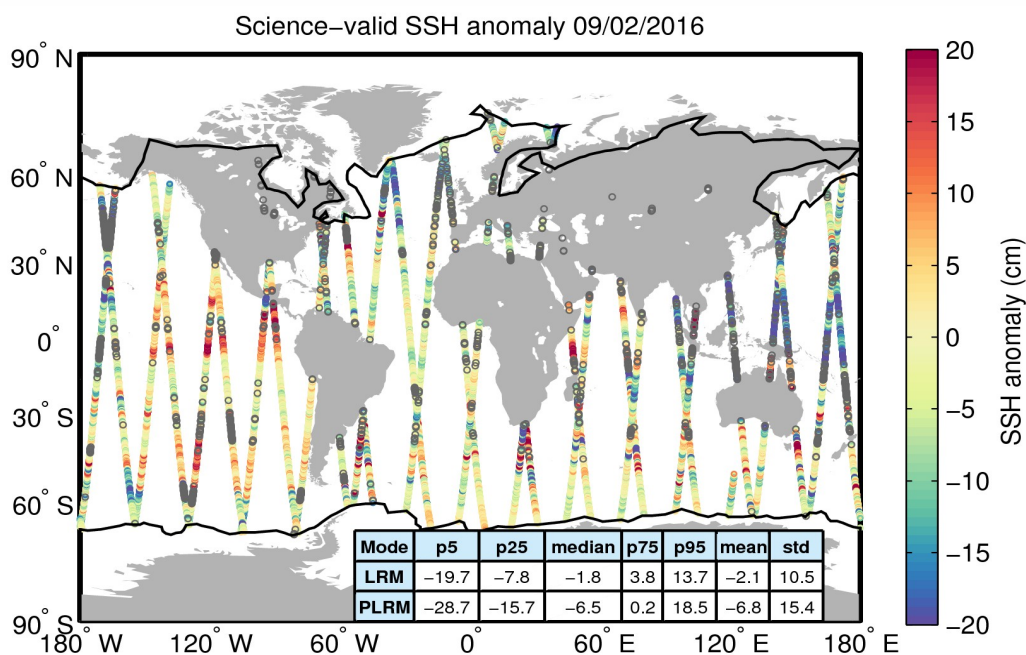 Science−valid SSH anomaly 09/02/2016
90° N
60° N
30° N
0°
30° S
60° S
90° S
180° W
120° W
60° W
0°
60° E
120° E
180° E
20
15
10
5
0
−5
−10
−15
−20
SSH anomaly (cm)
Mode p5 p25 median p75 p95 mean std
LRM −19.7 −7.8 −1.8 3.8 13.7 −2.1 10.5
PLRM −28.7 −15.7 −6.5 0.2 18.5 −6.8 15.4